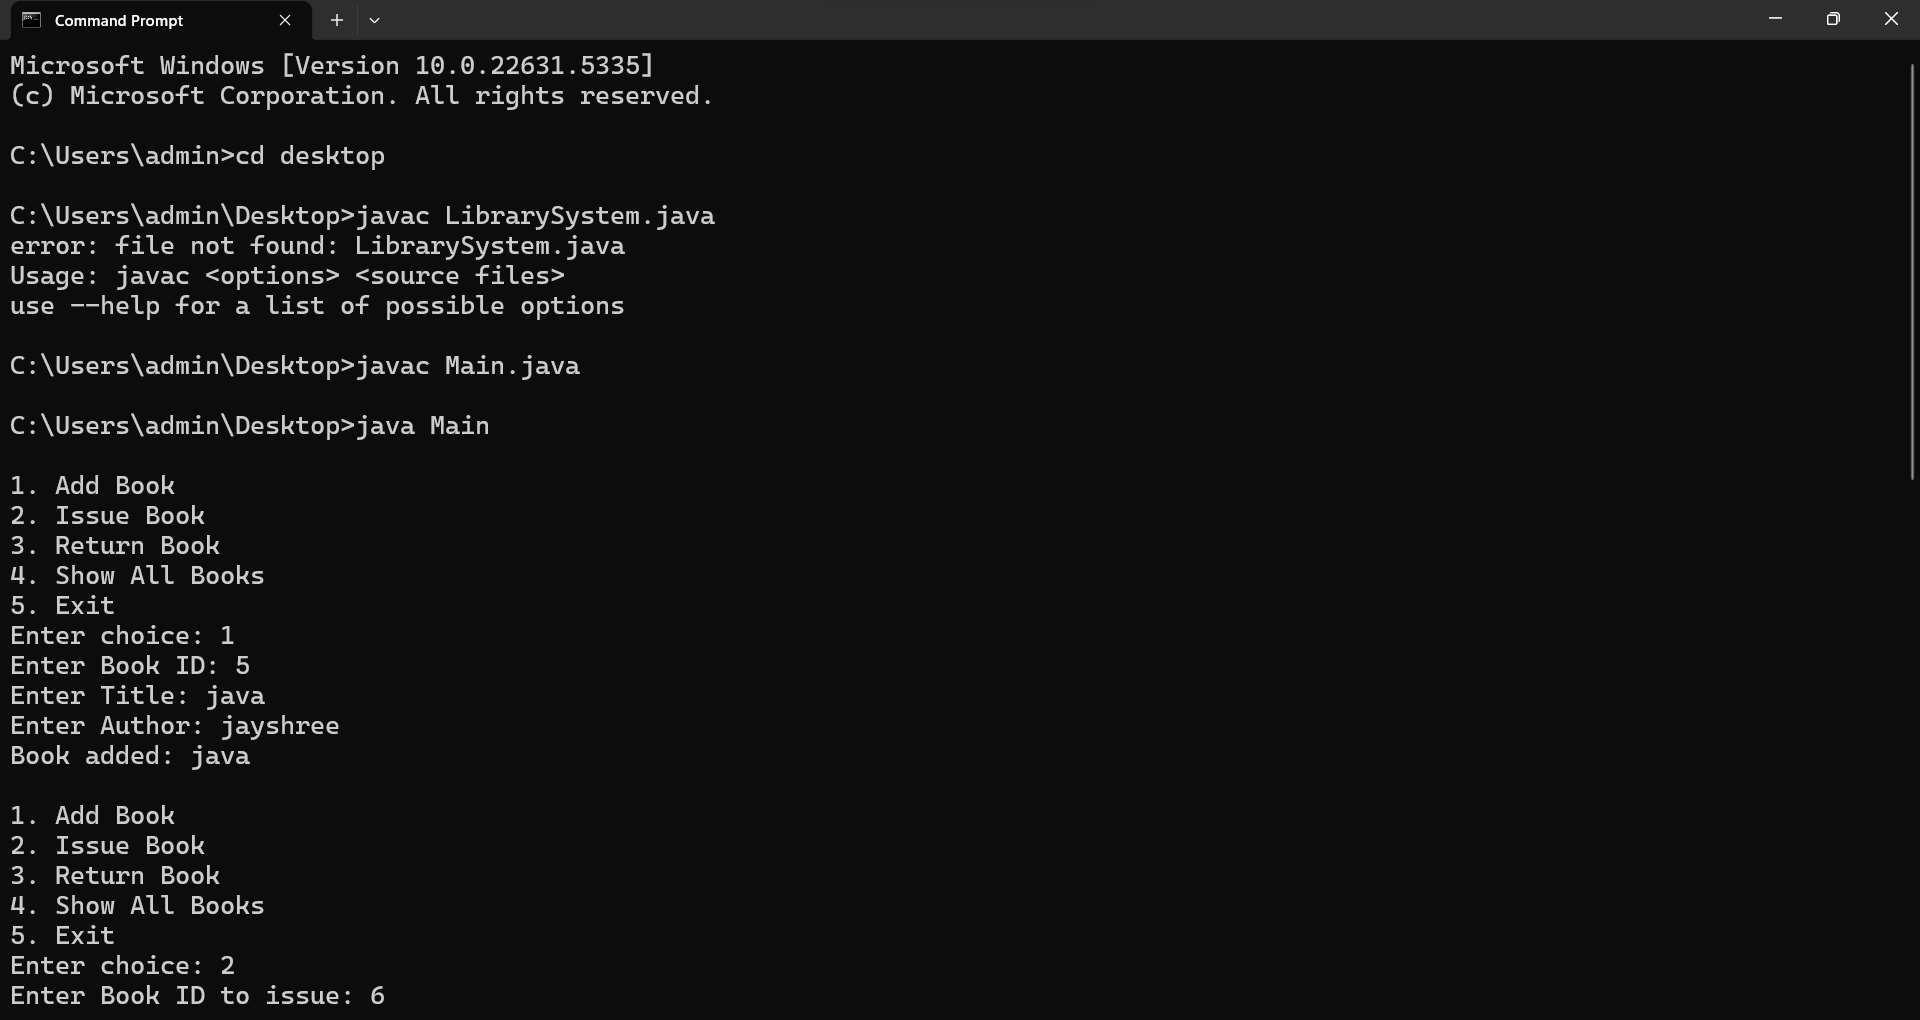 Command Prompt
Microsoft Windows [Version 10.0.22631.5335]
(c) Microsoft Corporation. All rights reserved.
C:\Users\admin>cd desktop
C:\Users\admin\Desktop>javac LibrarySystem.java
error: file not found: LibrarySystem.java
Usage: javac <options> <source files>
use --help for a list of possible options
C:\Users\admin\Desktop>javac Main.java
C:\Users\admin\Desktop>java Main
1. Add Book
2. Issue Book
3. Return Book
4. Show All Books
5. Exit
Enter choice: 1
Enter Book ID: 5
Enter Title: java
Enter Author: jayshree
Book added: java
1. Add Book
2. Issue Book
3. Return Book
4. Show All Books
5. Exit
Enter choice: 2
Enter Book ID to issue: 6